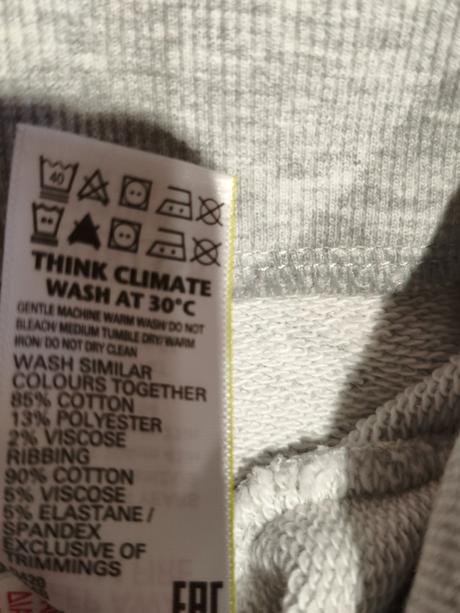 40
THINK CLIMATE
WASH AT 30°C
GENTLE MACHINE WARM WASH/ DO NOT
BLEACH/ MEDIUM TUMBLE DRY/ WARM
IRON/ DO NOT DRY CLEAN
WASH SIMILAR
COLOURS TOGETHER
85% COTTON
13% POLYESTER
2% VISCOSE
RIBBING
90% COTTON
5% VISCOSE
5% ELASTANE /
SPANDEX
EXCLUSIVE OF
TRIMMINGS
EAC